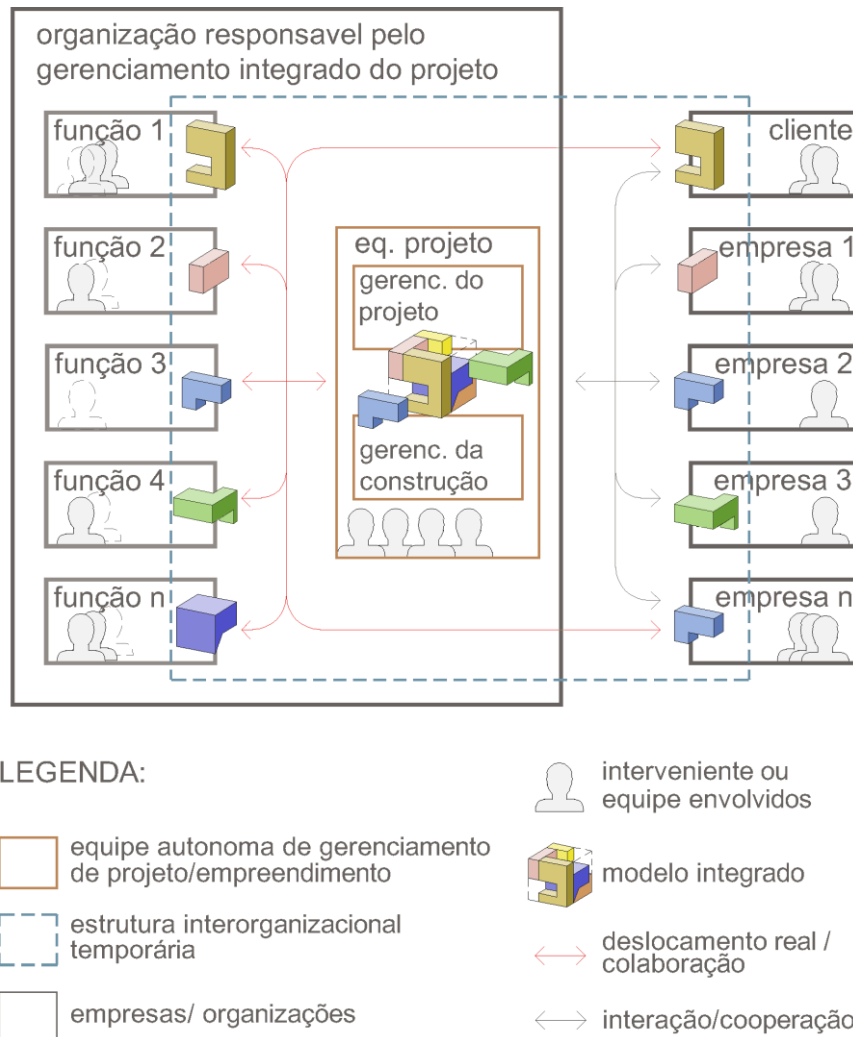 organização responsavel pelo
gerenciamento integrado do projeto
função 1
cliente
função 2
eq. projeto
empresa 1
gerenc. do
projeto
função 3
empresa 2
gerenc. da
construção
função 4
empresa 3
função n
empresa n
LEGENDA:
interveniente ou
equipe envolvidos
equipe autonoma de gerenciamento
de projeto/empreendimento
modelo integrado
estrutura interorganizacional
temporária
deslocamento real /
colaboração
empresas/ organizações
interação/cooperação